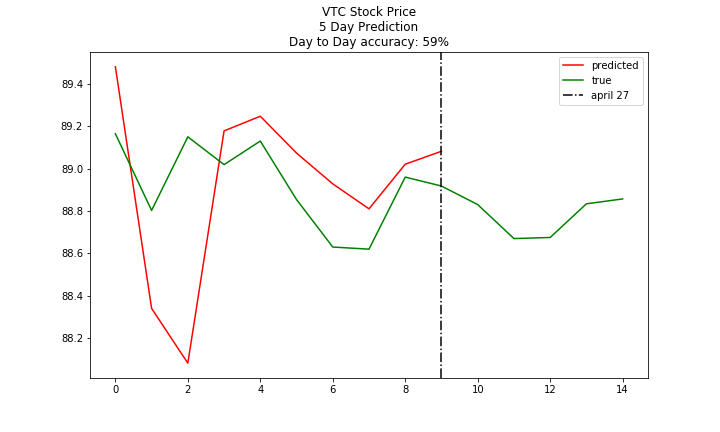 VTC Stock Price
5 Day Prediction
Day to Day accuracy: 59%
predicted
true
april 27
89.4
89.2
89.0
88.8
88.6
88.4
88.2
0 2 4 6 8 10 12 14